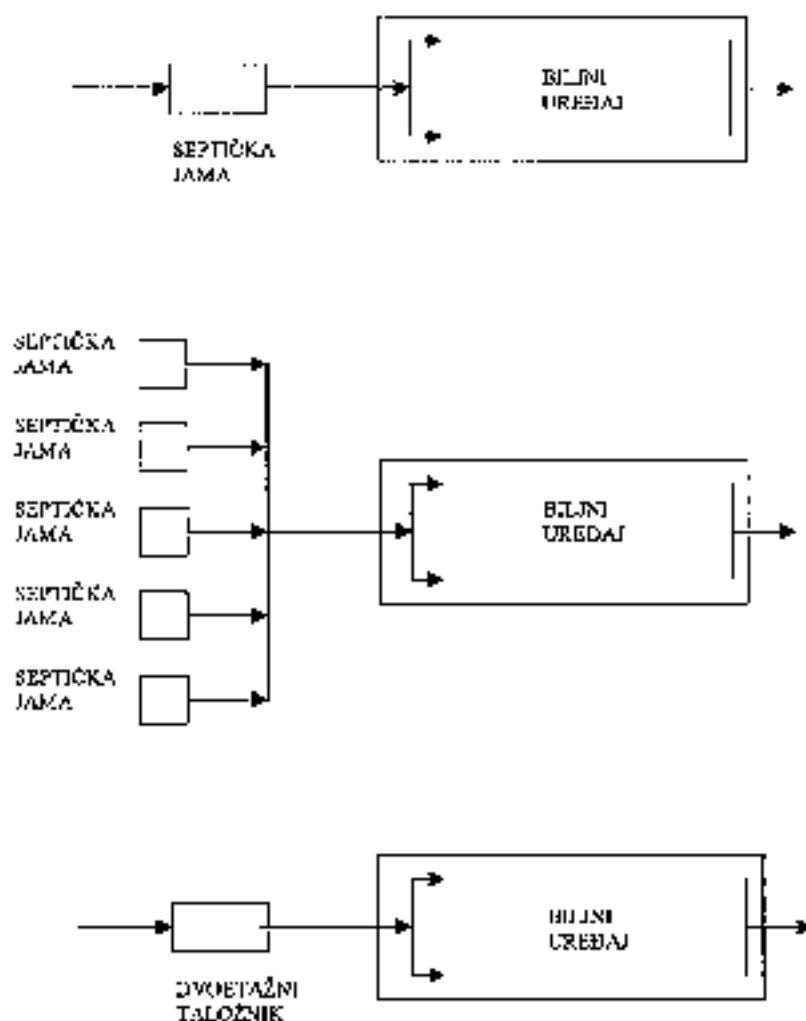 BILJNI
UREĐAJ
SEPTIČKA
JAMA
SEPTIČKA
JAMA
SEPTIČKA
JAMA
SEPTIČKA
JAMA
BILJNI
UREĐAJ
SEPTIČKA
JAMA
SEPTIČKA
JAMA
BILJNI
UREĐAJ
DVOETAŽNI
TALOŽNIK